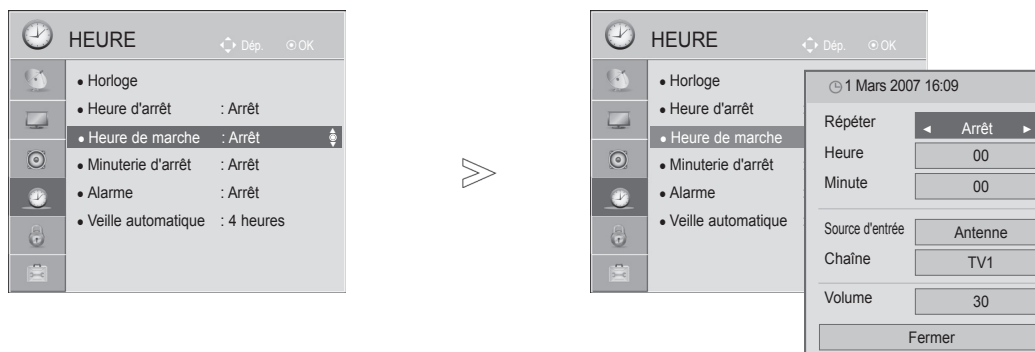 HEURE Dép. OK
Horloge
Heure d'arrêt : Arrêt
Heure de marche : Arrêt
Minuterie d'arrêt : Arrêt
Alarme : Arrêt
Veille automatique : 4 heures
HEURE Dép. OK
Horloge
Heure d'arrêt
Heure de marche
Minuterie d'arrêt
Alarme
Veille automatique
1 Mars 2007 16:09
Répéter Arrêt
Heure 00
Minute 00
Source d'entrée Antenne
Chaîne TV1
Volume 30
Fermer